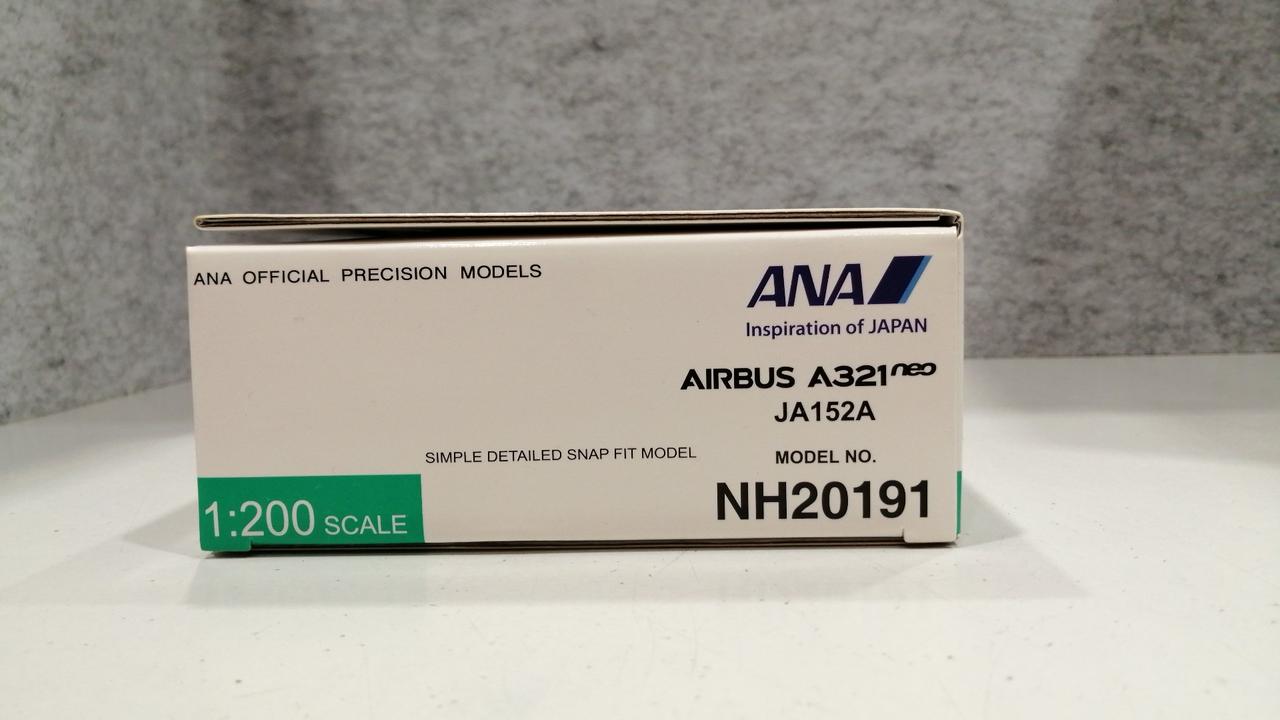 ANA OFFICIAL PRECISION MODELS
ANA
Inspiration of JAPAN
AIRBUS A321neo
JA152A
SIMPLE DETAILED SNAP FIT MODEL
MODEL NO.
NH20191
1:200 SCALE